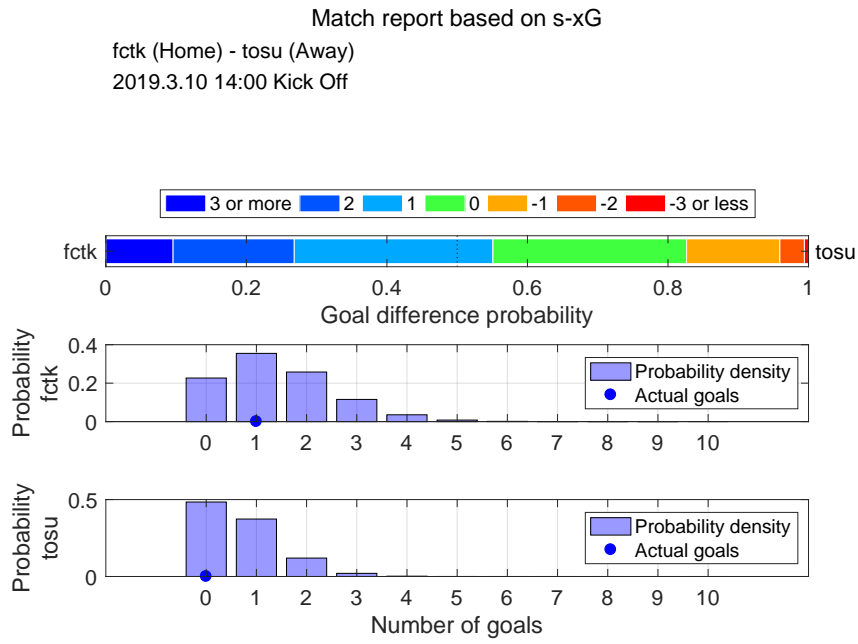 Match report based on s-xG
fctk (Home) - tosu (Away)
2019.3.10 14:00 Kick Off
3 or more 2 1 0 -1 -2 -3 or less
fctk tosu
0 0.2 0.4 0.6 0.8 1
Goal difference probability
Probability
fctk
0.4
0.2
0
Probability density
Actual goals
0 1 2 3 4 5 6 7 8 9 10
Probability
tosu
0.5
0
Probability density
Actual goals
0 1 2 3 4 5 6 7 8 9 10
Number of goals